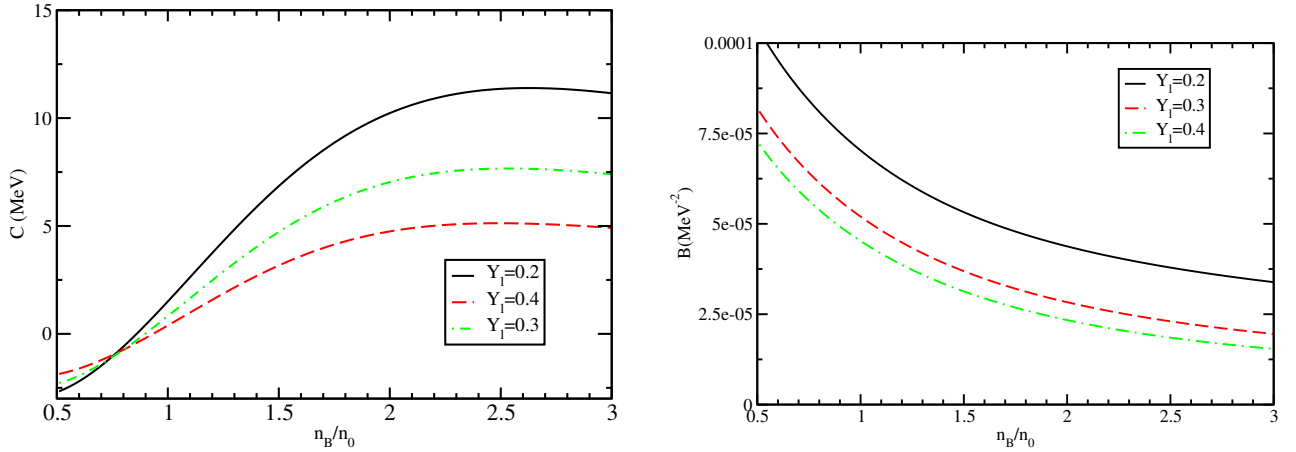 15
10
5
0
C (MeV)
0.5 1 1.5 2 2.5 3
n_B/n_0
Y_l=0.2
Y_l=0.4
Y_l=0.3
0.0001
7.5e-05
5e-05
2.5e-05
0
B(MeV^-2)
0.5 1 1.5 2 2.5 3
n_B/n_0
Y_l=0.2
Y_l=0.3
Y_l=0.4